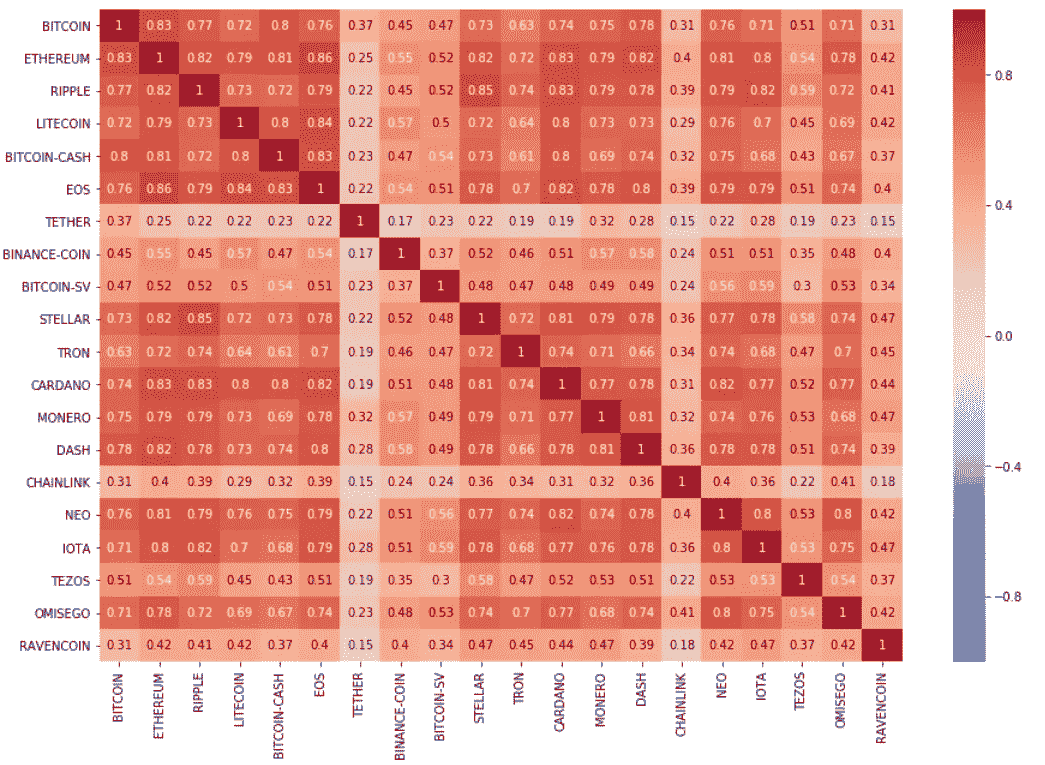 BITCOIN 1 0.83 0.77 0.72 0.8 0.76 0.37 0.45 0.47 0.73 0.63 0.74 0.75 0.78 0.31 0.76 0.71 0.51 0.71 0.31
ETHEREUM 0.83 1 0.82 0.79 0.81 0.86 0.25 0.55 0.52 0.82 0.72 0.83 0.79 0.82 0.4 0.81 0.8 0.54 0.78 0.42
0.8
RIPPLE 0.77 0.82 1 0.73 0.72 0.79 0.22 0.45 0.52 0.85 0.74 0.83 0.79 0.78 0.39 0.79 0.82 0.59 0.72 0.41
LITECOIN 0.72 0.79 0.73 1 0.8 0.84 0.22 0.57 0.5 0.72 0.64 0.8 0.73 0.73 0.29 0.76 0.7 0.45 0.69 0.42
BITCOIN-CASH 0.8 0.81 0.72 0.8 1 0.83 0.23 0.47 0.54 0.73 0.61 0.8 0.69 0.74 0.32 0.75 0.68 0.43 0.67 0.37
EOS 0.76 0.86 0.79 0.84 0.83 1 0.22 0.54 0.51 0.78 0.7 0.82 0.78 0.8 0.39 0.79 0.79 0.51 0.74 0.4
0.4
TETHER 0.37 0.25 0.22 0.22 0.23 0.22 1 0.17 0.23 0.22 0.19 0.19 0.32 0.28 0.15 0.22 0.28 0.19 0.23 0.15
BINANCE-COIN 0.45 0.55 0.45 0.57 0.47 0.54 0.17 1 0.37 0.52 0.46 0.51 0.57 0.58 0.24 0.51 0.51 0.35 0.48 0.4
BITCOIN-SV 0.47 0.52 0.52 0.5 0.54 0.51 0.23 0.37 1 0.48 0.47 0.48 0.49 0.49 0.24 0.56 0.59 0.3 0.53 0.34
STELLAR 0.73 0.82 0.85 0.72 0.73 0.78 0.22 0.52 0.48 1 0.72 0.81 0.79 0.78 0.36 0.77 0.78 0.58 0.74 0.47
0.0
TRON 0.63 0.72 0.74 0.64 0.61 0.7 0.19 0.46 0.47 0.72 1 0.74 0.71 0.66 0.34 0.74 0.68 0.47 0.7 0.45
CARDANO 0.74 0.83 0.83 0.8 0.8 0.82 0.19 0.51 0.48 0.81 0.74 1 0.77 0.78 0.31 0.82 0.77 0.52 0.77 0.44
MONERO 0.75 0.79 0.79 0.73 0.69 0.78 0.32 0.57 0.49 0.79 0.71 0.77 1 0.81 0.32 0.74 0.76 0.53 0.68 0.47
DASH 0.78 0.82 0.78 0.73 0.74 0.8 0.28 0.58 0.49 0.78 0.66 0.78 0.81 1 0.36 0.78 0.78 0.51 0.74 0.39
−0.4
CHAINLINK 0.31 0.4 0.39 0.29 0.32 0.39 0.15 0.24 0.24 0.36 0.34 0.31 0.32 0.36 1 0.4 0.36 0.22 0.41 0.18
NEO 0.76 0.81 0.79 0.76 0.75 0.79 0.22 0.51 0.56 0.77 0.74 0.82 0.74 0.78 0.4 1 0.8 0.53 0.8 0.42
IOTA 0.71 0.8 0.82 0.7 0.68 0.79 0.28 0.51 0.59 0.78 0.68 0.77 0.76 0.78 0.36 0.8 1 0.53 0.75 0.47
TEZOS 0.51 0.54 0.59 0.45 0.43 0.51 0.19 0.35 0.3 0.58 0.47 0.52 0.53 0.51 0.22 0.53 0.53 1 0.54 0.37
−0.8
OMISEGO 0.71 0.78 0.72 0.69 0.67 0.74 0.23 0.48 0.53 0.74 0.7 0.77 0.68 0.74 0.41 0.8 0.75 0.54 1 0.42
RAVENCOIN 0.31 0.42 0.41 0.42 0.37 0.4 0.15 0.4 0.34 0.47 0.45 0.44 0.47 0.39 0.18 0.42 0.47 0.37 0.42 1
BITCOIN
ETHEREUM
RIPPLE
LITECOIN
BITCOIN-CASH
EOS
TETHER
BINANCE-COIN
BITCOIN-SV
STELLAR
TRON
CARDANO
MONERO
DASH
CHAINLINK
NEO
IOTA
TEZOS
OMISEGO
RAVENCOIN